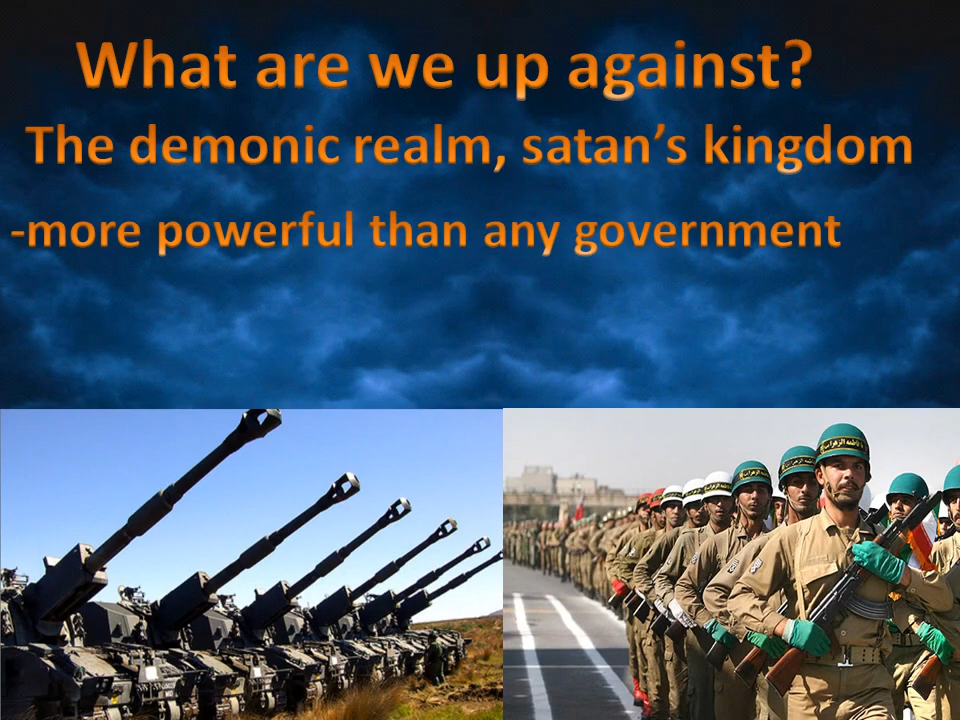 What are we up against?
The demonic realm, satan's kingdom
-more powerful than any government